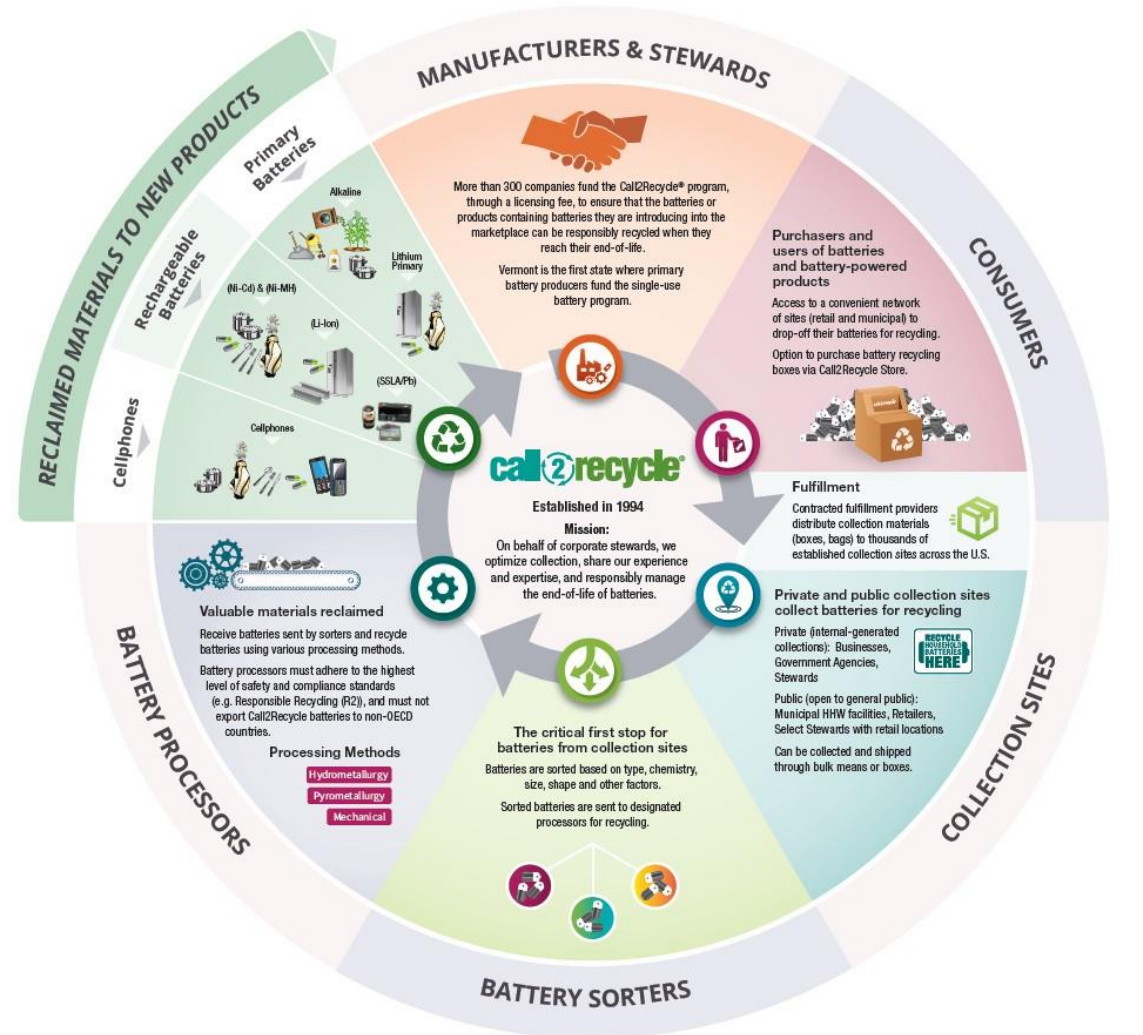 MANUFACTURERS & STEWARDS
More than 300 companies fund the Call2Recycle® program,
through a licensing fee, to ensure that the batteries or
products containing batteries they are introducing into the
marketplace can be responsibly recycled when they
reach their end-of-life.
Vermont is the first state where primary
battery producers fund the single-use
battery program.
CONSUMERS
Purchasers and
users of batteries
and battery-powered
products
Access to a convenient network
of sites (retail and municipal) to
drop-off their batteries for recycling.
Option to purchase battery recycling
boxes via Call2Recycle Store.
call2recycle
Fulfillment
Contracted fulfillment providers
distribute collection materials
(boxes, bags) to thousands of
established collection sites across the U.S.
COLLECTION SITES
Private and public collection sites
collect batteries for recycling
Private (internal-generated
collections): Businesses,
Government Agencies,
Stewards
RECYCLE
HOUSEHOLD
BATTERIES
HERE
Public (open to general public):
Municipal HHW facilities, Retailers,
Select Stewards with retail locations
Can be collected and shipped
through bulk means or boxes.
BATTERY SORTERS
The critical first stop for
batteries from collection sites
Batteries are sorted based on type, chemistry,
size, shape and other factors.
Sorted batteries are sent to designated
processors for recycling.
BATTERY PROCESSORS
Valuable materials reclaimed
Receive batteries sent by sorters and recycle
batteries using various processing methods.
Battery processors must adhere to the highest
level of safety and compliance standards
(e.g. Responsible Recycling (R2)), and must not
export Call2Recycle batteries to non-OECD
countries.
Processing Methods
Hydrometallurgy
Pyrometallurgy
Mechanical
RECLAIMED MATERIALS TO NEW PRODUCTS
Cellphones
Rechargeable
Batteries
Primary
Batteries
Alkaline
Lithium
Primary
(Ni-Cd) & (Ni-MH)
(Li-Ion)
(SSLA/Pb)
Cellphones
call2recycle®
Established in 1994
Mission:
On behalf of corporate stewards, we
optimize collection, share our experience
and expertise, and responsibly manage
the end-of-life of batteries.